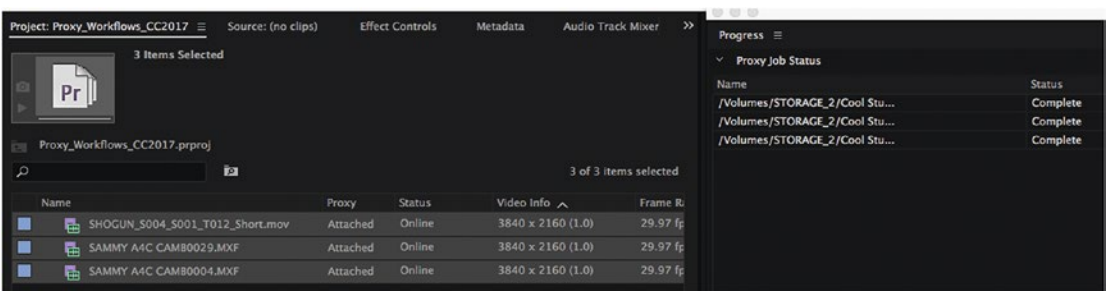 Project: Proxy_Workflows_CC2017 Source: (no clips) Effect Controls Metadata Audio Track Mixer
3 Items Selected
Pr
Proxy_Workflows_CC2017.prproj
3 of 3 items selected
Name Proxy Status Video Info Frame Ra
SHOGUN_S004_S001_T012_Short.mov Attached Online 3840 x 2160 (1.0) 29.97 fp
SAMMY A4C CAM80029.MXF Attached Online 3840 x 2160 (1.0) 29.97 fp
SAMMY A4C CAM80004.MXF Attached Online 3840 x 2160 (1.0) 29.97 fp
Progress
Proxy Job Status
Name Status
/Volumes/STORAGE_2/Cool Stu... Complete
/Volumes/STORAGE_2/Cool Stu... Complete
/Volumes/STORAGE_2/Cool Stu... Complete